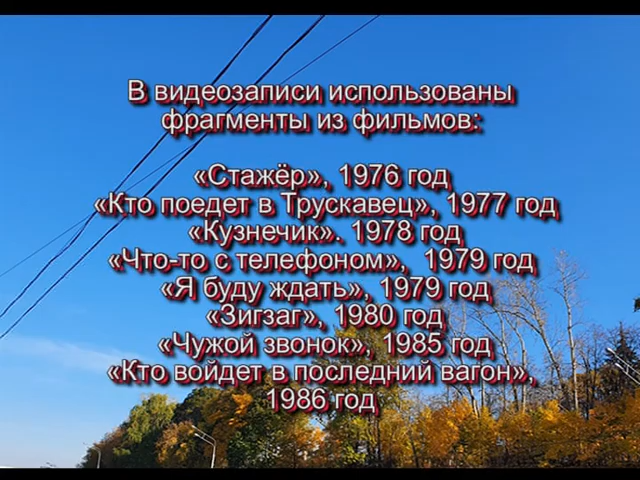 В видеозаписи использованы
фрагменты из фильмов:
«Стажёр», 1976 год
«Кто поедет в Трускавец», 1977 год
«Кузнечик». 1978 год
«Что-то с телефоном», 1979 год
«Я буду ждать», 1979 год
«Зигзаг», 1980 год
«Чужой звонок», 1985 год
«Кто войдет в последний вагон»,
1986 год